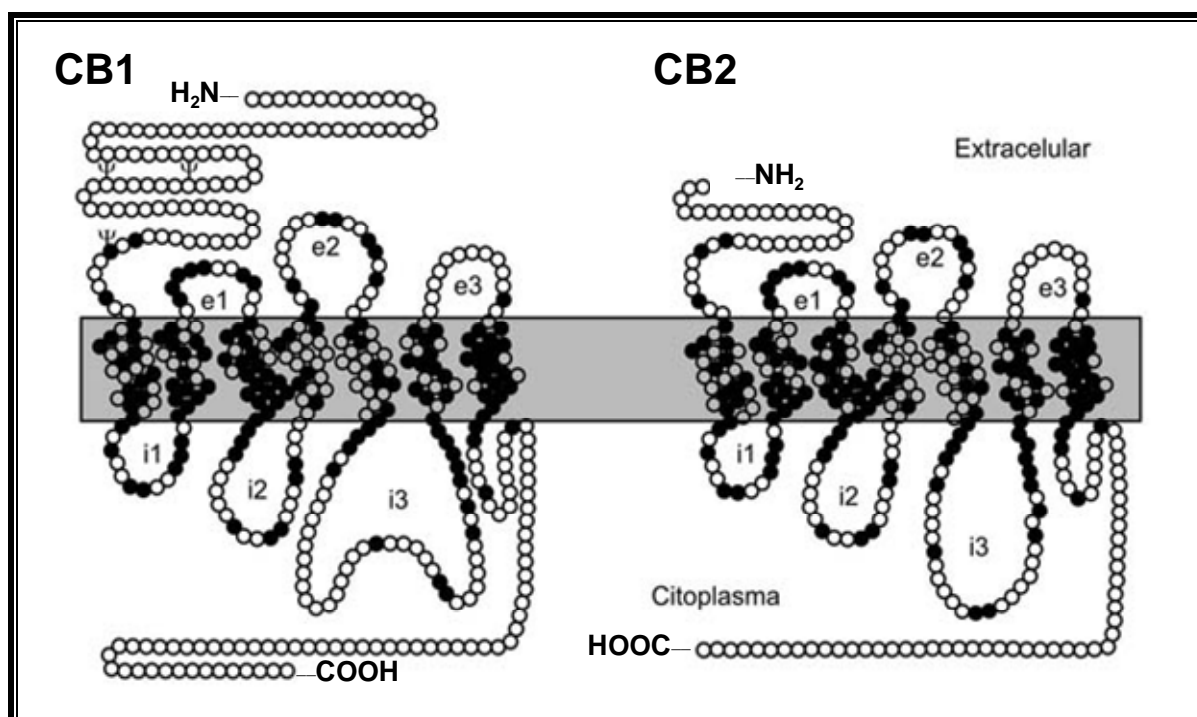 CB1
H₂N—
Ψ Ψ
Ψ
e1
e2
e3
i1
i2
i3
—COOH
CB2
Extracelular
—NH₂
e1
e2
e3
i1
i2
i3
Citoplasma
HOOC—